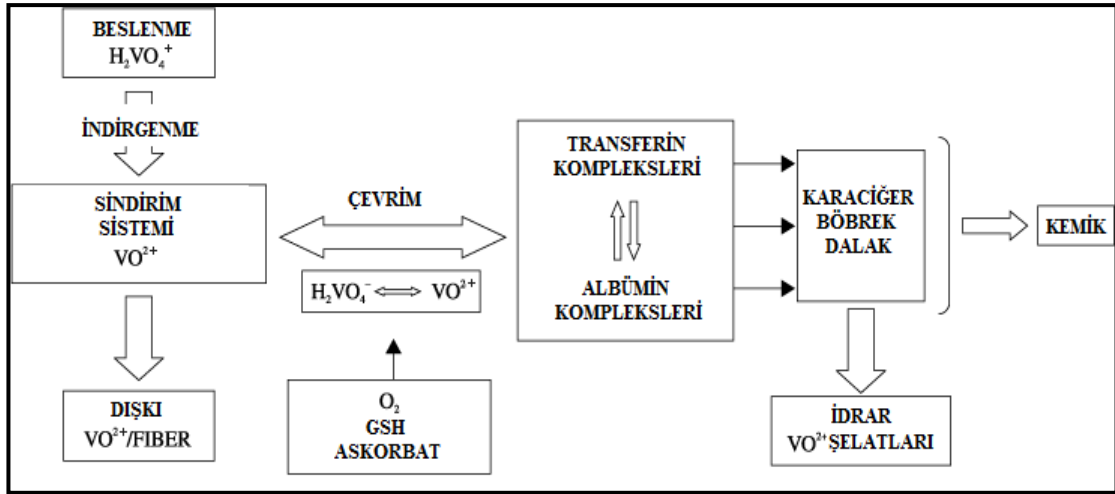 BESLENME
H₂VO₄⁺
İNDİRGENME
SİNDİRİM
SİSTEMİ
VO²⁺
DIŞKI
VO²⁺/FIBER
ÇEVRİM
H₂VO₄⁻ ⟺ VO²⁺
O₂
GSH
ASKORBAT
TRANSFERİN
KOMPLEKSLERİ
ALBÜMİN
KOMPLEKSLERİ
KARACİĞER
BÖBREK
DALAK
KEMİK
İDRAR
VO²⁺ ŞELATLARI